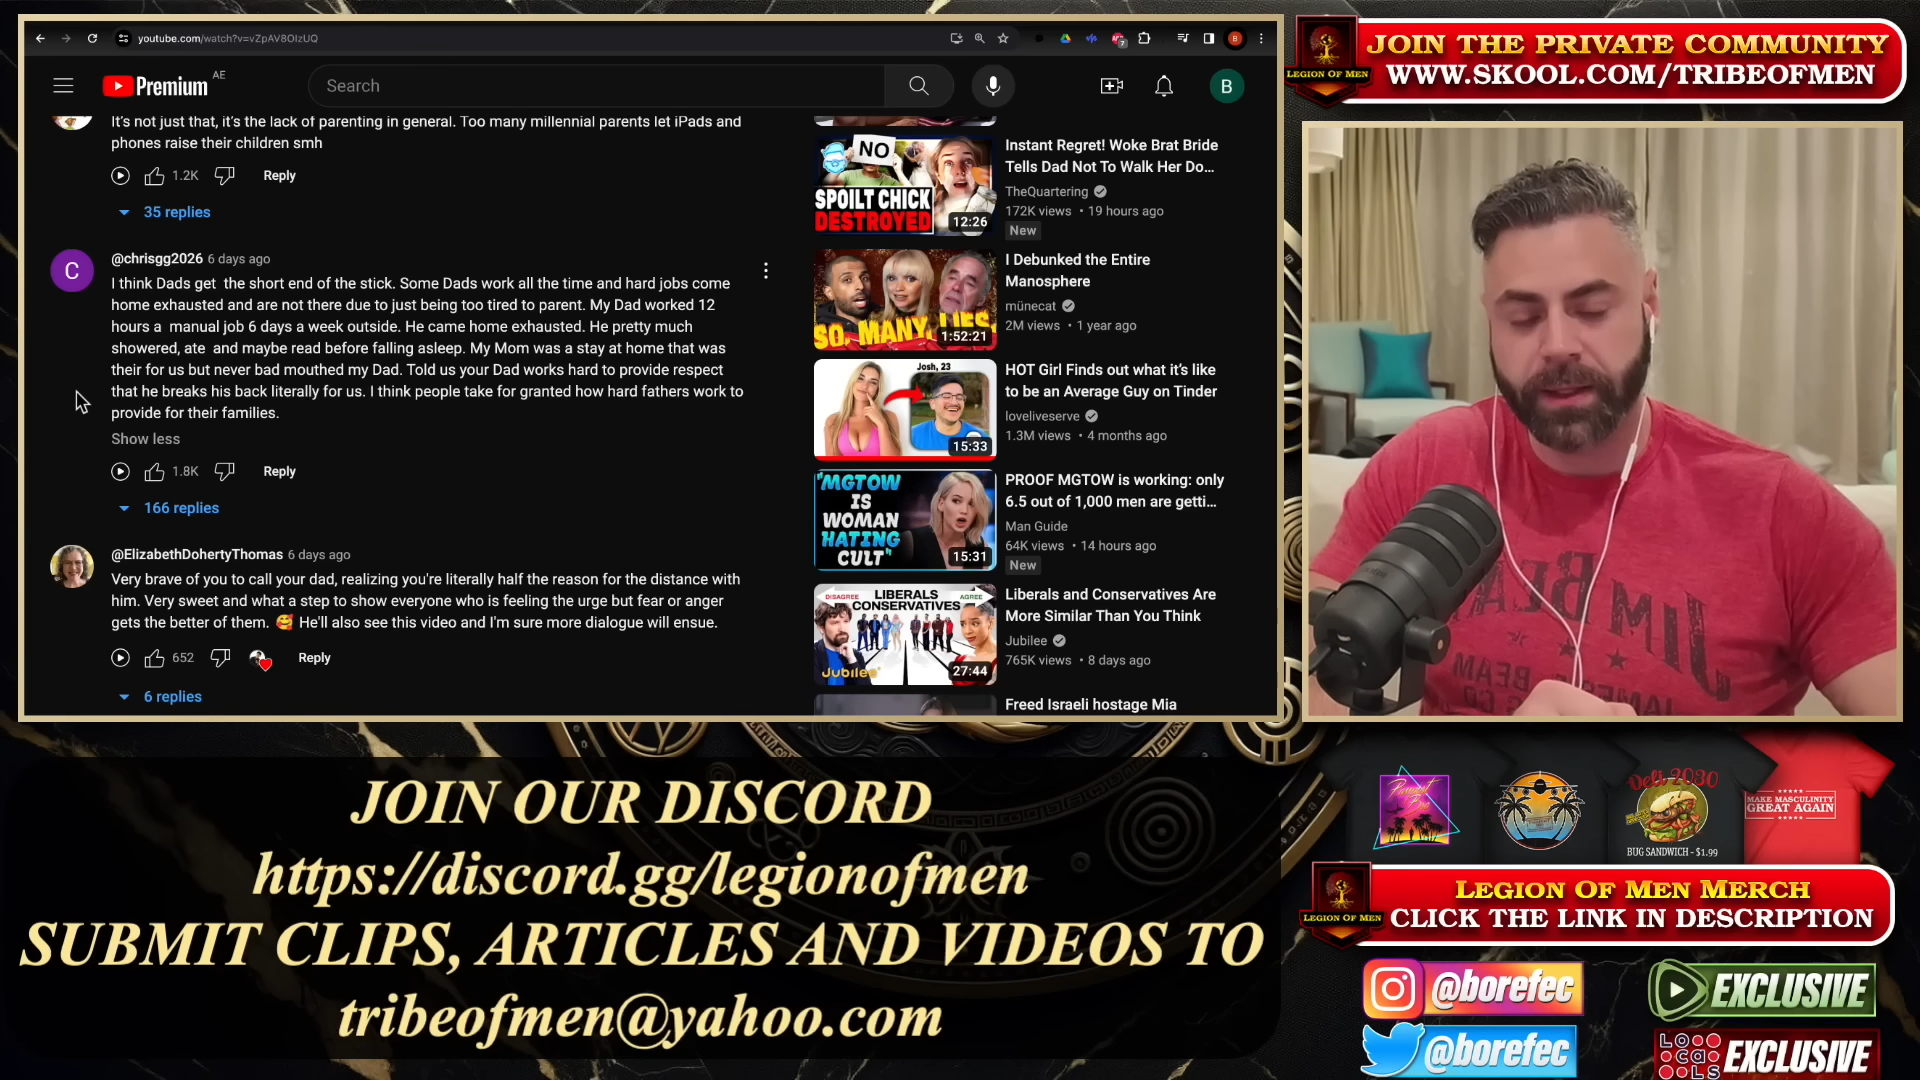 youtube.com/watch?v=vZpAV8OIzUQ
7
B
Premium
AE
Search
B
It's not just that, it's the lack of parenting in general. Too many millennial parents let iPads and
phones raise their children smh
1.2K
Reply
35 replies
C
@chrisgg2026 6 days ago
I think Dads get the short end of the stick. Some Dads work all the time and hard jobs come
home exhausted and are not there due to just being too tired to parent. My Dad worked 12
hours a manual job 6 days a week outside. He came home exhausted. He pretty much
showered, ate and maybe read before falling asleep. My Mom was a stay at home that was
their for us but never bad mouthed my Dad. Told us your Dad works hard to provide respect
that he breaks his back literally for us. I think people take for granted how hard fathers work to
provide for their families.
Show less
1.8K
Reply
166 replies
@ElizabethDohertyThomas 6 days ago
Very brave of you to call your dad, realizing you're literally half the reason for the distance with
him. Very sweet and what a step to show everyone who is feeling the urge but fear or anger
gets the better of them. 🥰 He'll also see this video and I'm sure more dialogue will ensue.
652
Reply
6 replies
NO
SPOILT CHICK
DESTROYED
12:26
Instant Regret! Woke Brat Bride
Tells Dad Not To Walk Her Do...
TheQuartering
172K views • 19 hours ago
New
SO. MANY. LIES.
1:52:21
I Debunked the Entire
Manosphere
münecat
2M views • 1 year ago
Josh, 23
15:33
HOT Girl Finds out what it's like
to be an Average Guy on Tinder
loveliveserve
1.3M views • 4 months ago
"MGTOW
IS
WOMAN
HATING
CULT"
15:31
PROOF MGTOW is working: only
6.5 out of 1,000 men are getti...
Man Guide
64K views • 14 hours ago
New
DISAGREE
LIBERALS
CONSERVATIVES
AGREE
Jubilee
27:44
Liberals and Conservatives Are
More Similar Than You Think
Jubilee
765K views • 8 days ago
Freed Israeli hostage Mia
LEGION OF MEN
JOIN THE PRIVATE COMMUNITY
WWW.SKOOL.COM/TRIBEOFMEN
JIM BEAM
JAMES B. BEAM
CO.
JOIN OUR DISCORD
https://discord.gg/legionofmen
SUBMIT CLIPS, ARTICLES AND VIDEOS TO
tribeofmen@yahoo.com
Deli 2030
BUG SANDWICH - $1.99
MAKE MASCULINITY
GREAT AGAIN
LEGION OF MEN
LEGION OF MEN MERCH
CLICK THE LINK IN DESCRIPTION
@borefec
EXCLUSIVE
@borefec
LOCALS
EXCLUSIVE